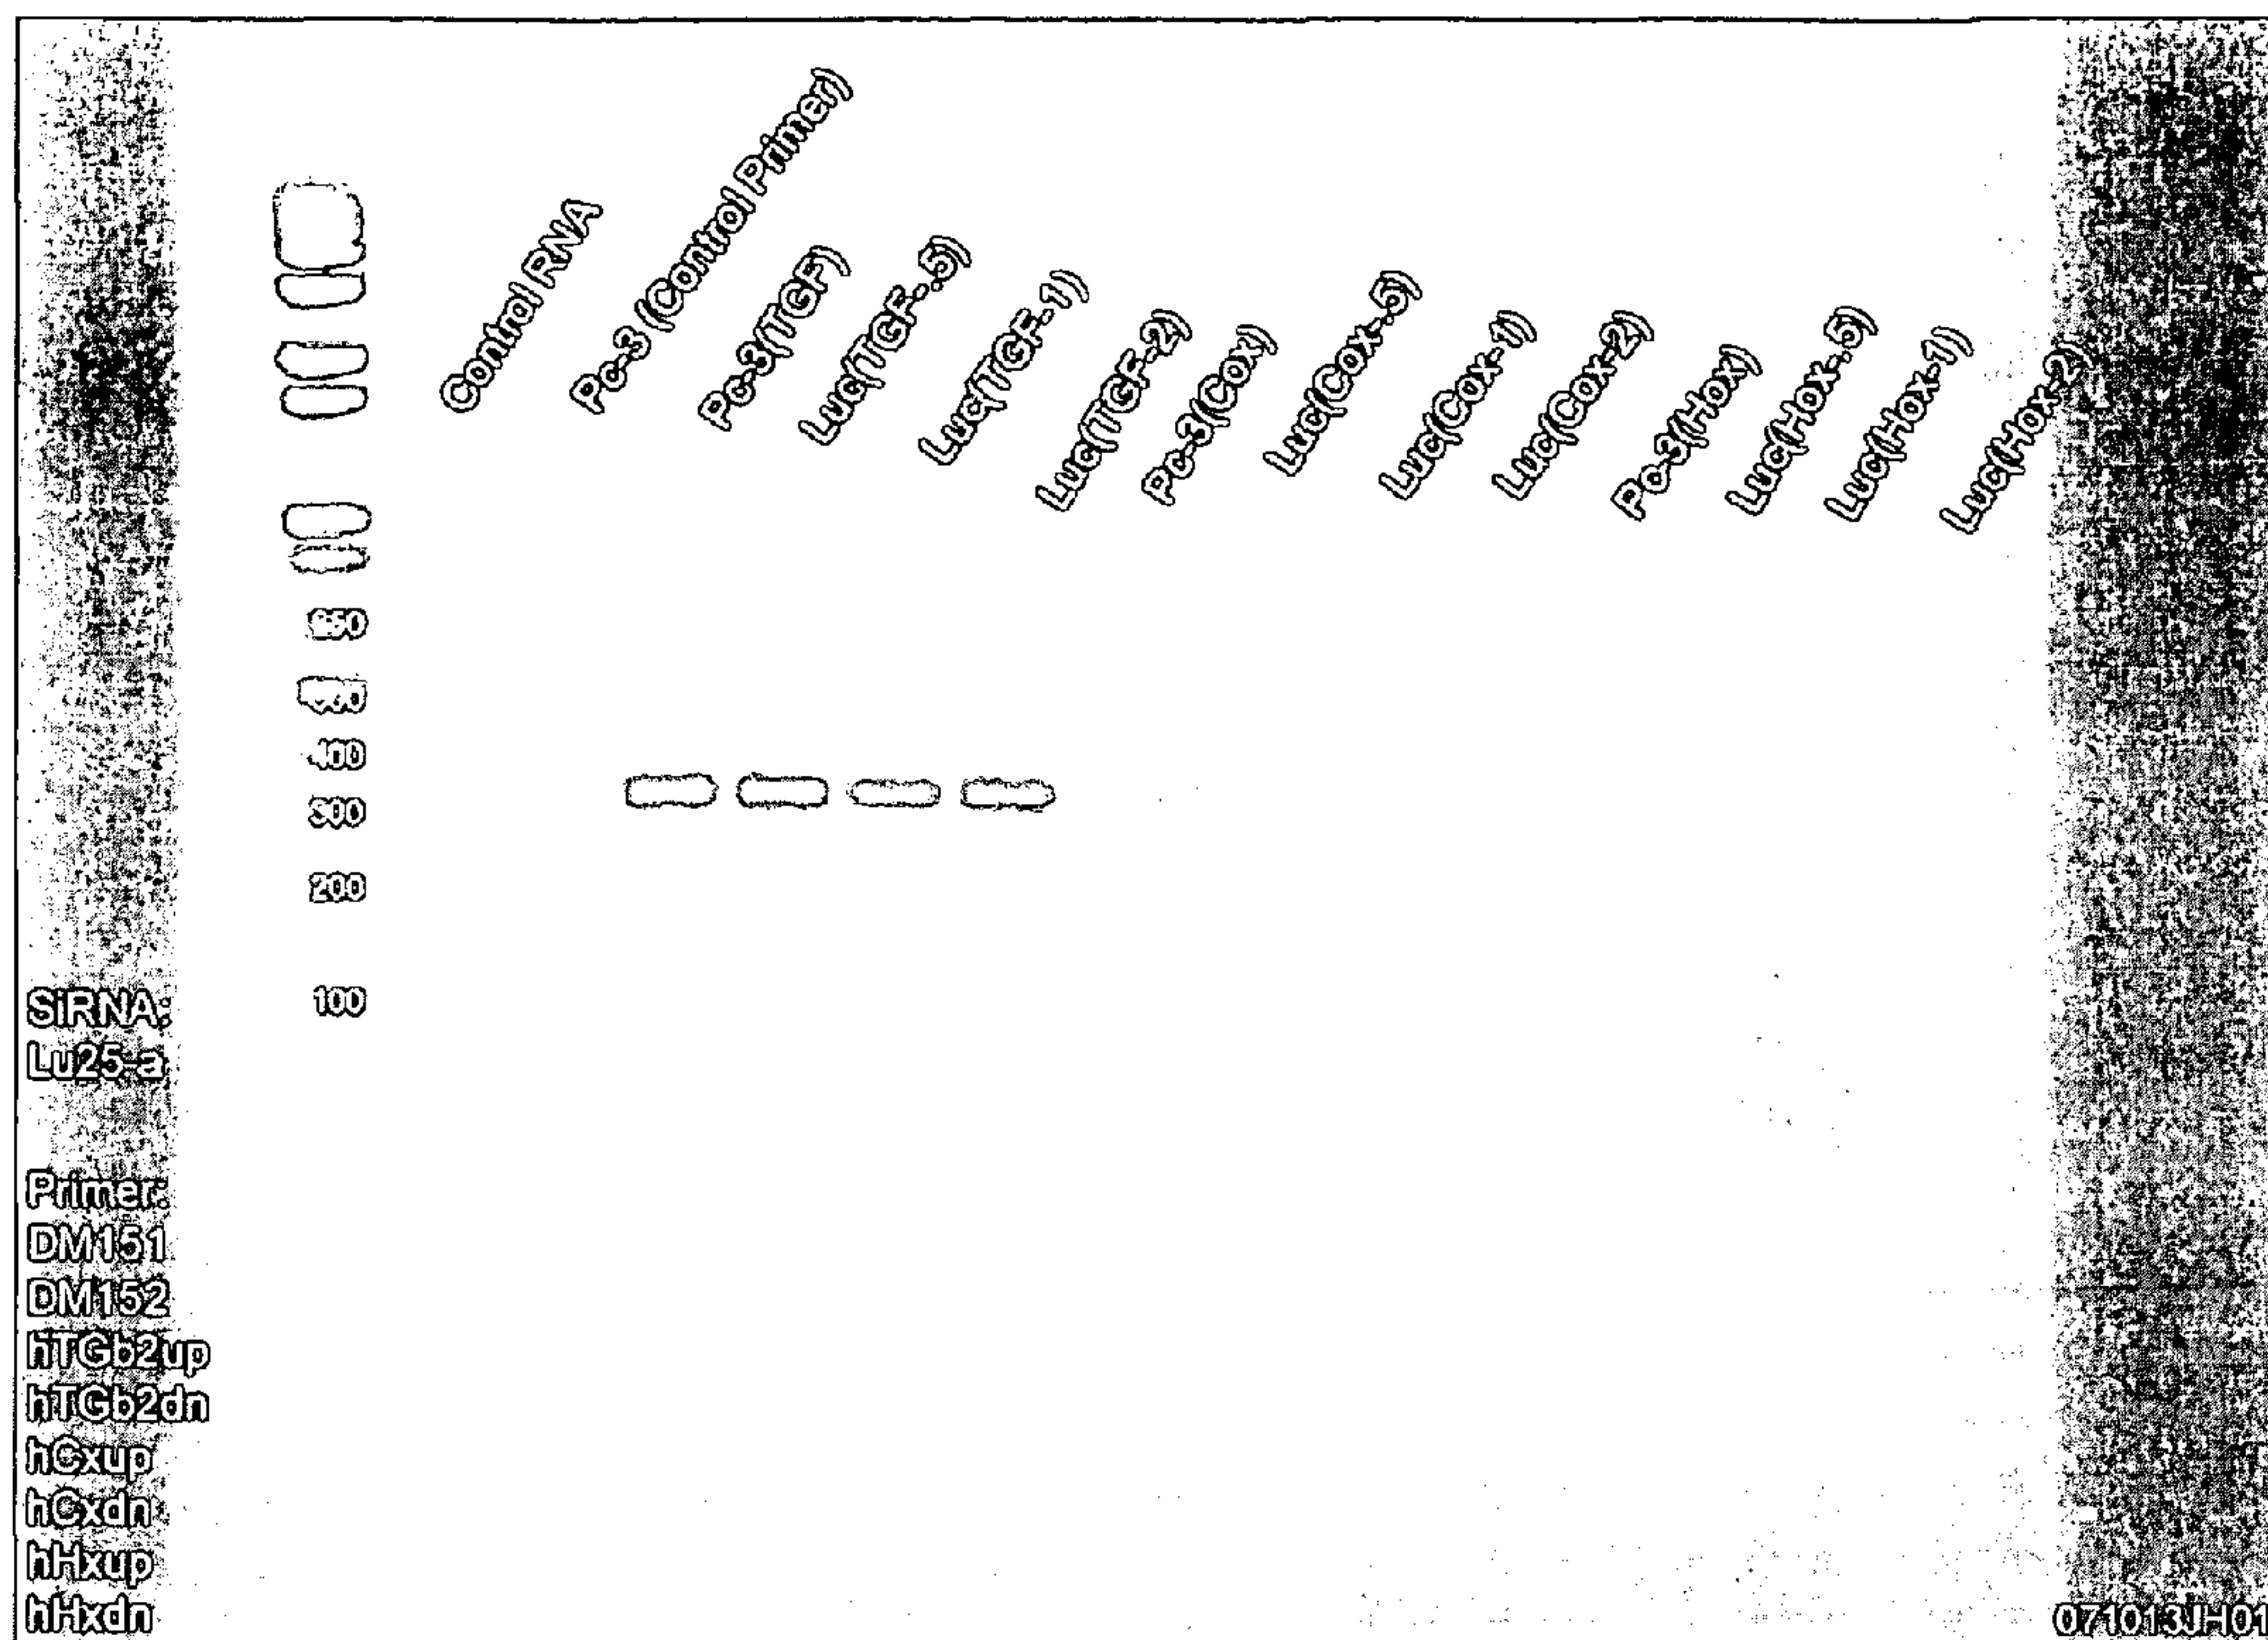 Control RNA
Pc-3 (Control Primer)
Pc-3(TGF)
Luc(TGF-.5)
Luc(TGF-1)
Luc(TGF-2)
Pc-3(Cox)
Luc(Cox-.5)
Luc(Cox-1)
Luc(Cox-2)
Pc-3(Hox)
Luc(Hox-.5)
Luc(Hox-1)
Luc(Hox-2)
400
300
200
100
SiRNA:
Lu25-a
Primer:
DM151
DM152
hTGb2up
hTGb2dn
hCxup
hCxdn
hHxup
hHxdn
071013JH01